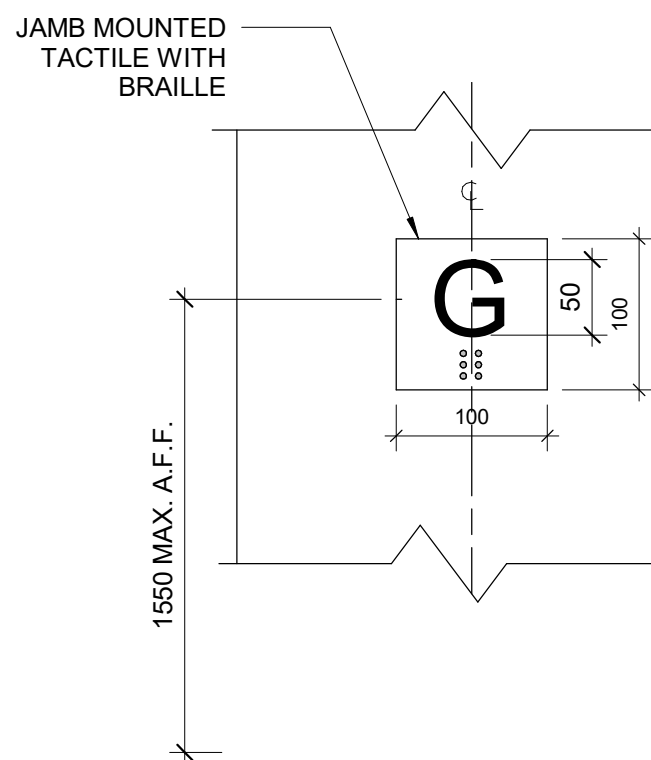 JAMB MOUNTED
TACTILE WITH
BRAILLE
℄
G
50
100
100
1550 MAX. A.F.F.